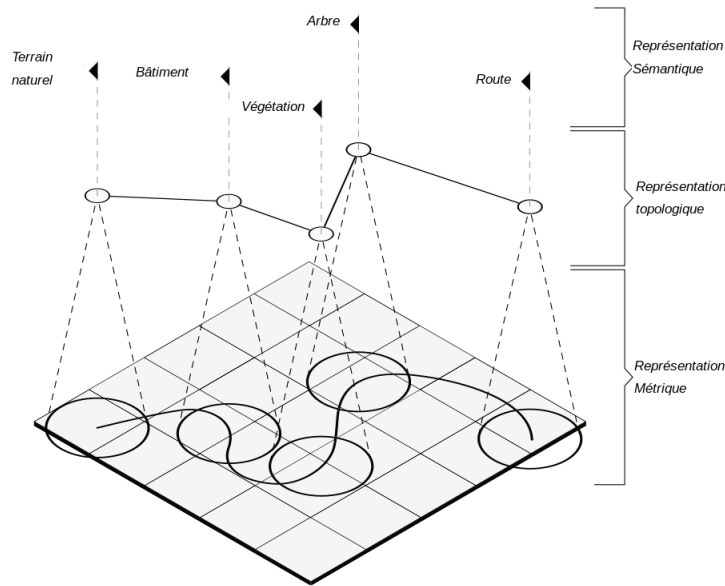 Arbre
Terrain
naturel
Bâtiment
Végétation
Route
Représentation
Sémantique
Représentation
topologique
Représentation
Métrique